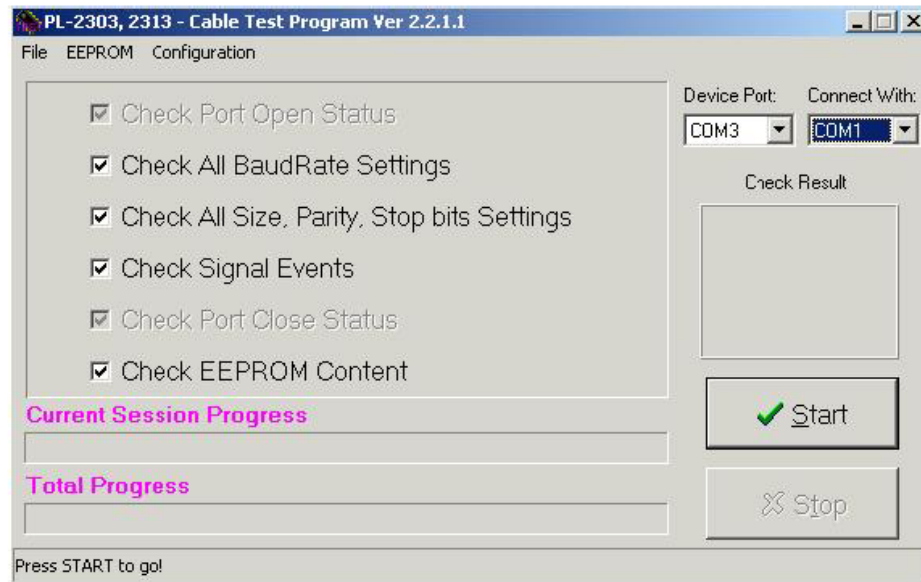 PL-2303, 2313 - Cable Test Program Ver 2.2.1.1
File EEPROM Configuration
Check Port Open Status
Check All BaudRate Settings
Check All Size, Parity, Stop bits Settings
Check Signal Events
Check Port Close Status
Check EEPROM Content
Current Session Progress
Total Progress
Device Port: Connect With:
COM3 COM1
Check Result
Start
Stop
Press START to go!